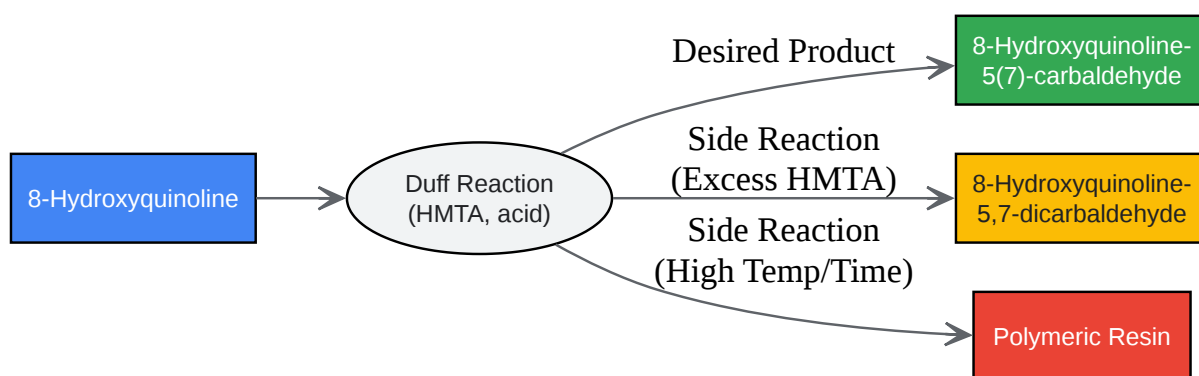 8-Hydroxyquinoline
Duff Reaction
(HMTA, acid)
Desired Product
8-Hydroxyquinoline-
5(7)-carbaldehyde
Side Reaction
(Excess HMTA)
8-Hydroxyquinoline-
5,7-dicarbaldehyde
Side Reaction
(High Temp/Time)
Polymeric Resin